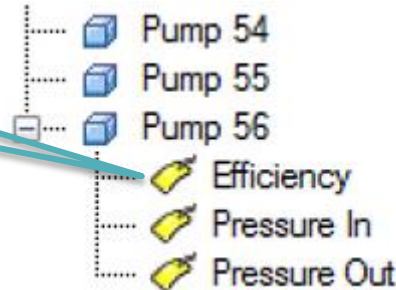 Pump 54
Pump 55
Pump 56
Efficiency
Pressure In
Pressure Out